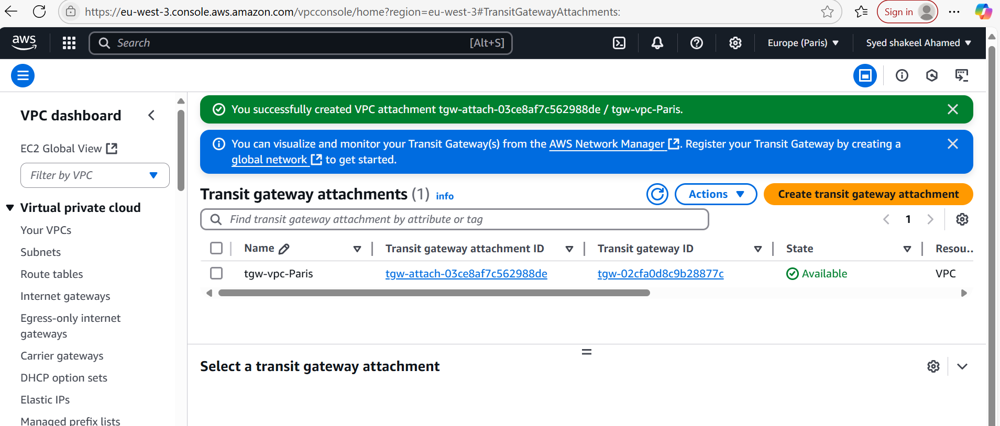 https://eu-west-3.console.aws.amazon.com/vpcconsole/home?region=eu-west-3#TransitGatewayAttachments:
Sign in
aws
Search
[Alt+S]
Europe (Paris)
Syed shakeel Ahamed
VPC dashboard
EC2 Global View
Filter by VPC
Virtual private cloud
Your VPCs
Subnets
Route tables
Internet gateways
Egress-only internet
gateways
Carrier gateways
DHCP option sets
Elastic IPs
Managed prefix lists
You successfully created VPC attachment tgw-attach-03ce8af7c562988de / tgw-vpc-Paris.
You can visualize and monitor your Transit Gateway(s) from the AWS Network Manager. Register your Transit Gateway by creating a
global network to get started.
Transit gateway attachments (1) info
Actions
Create transit gateway attachment
Find transit gateway attachment by attribute or tag
1
Name
Transit gateway attachment ID
Transit gateway ID
State
Resou..
tgw-vpc-Paris
tgw-attach-03ce8af7c562988de
tgw-02cfa0d8c9b28877c
Available
VPC
Select a transit gateway attachment